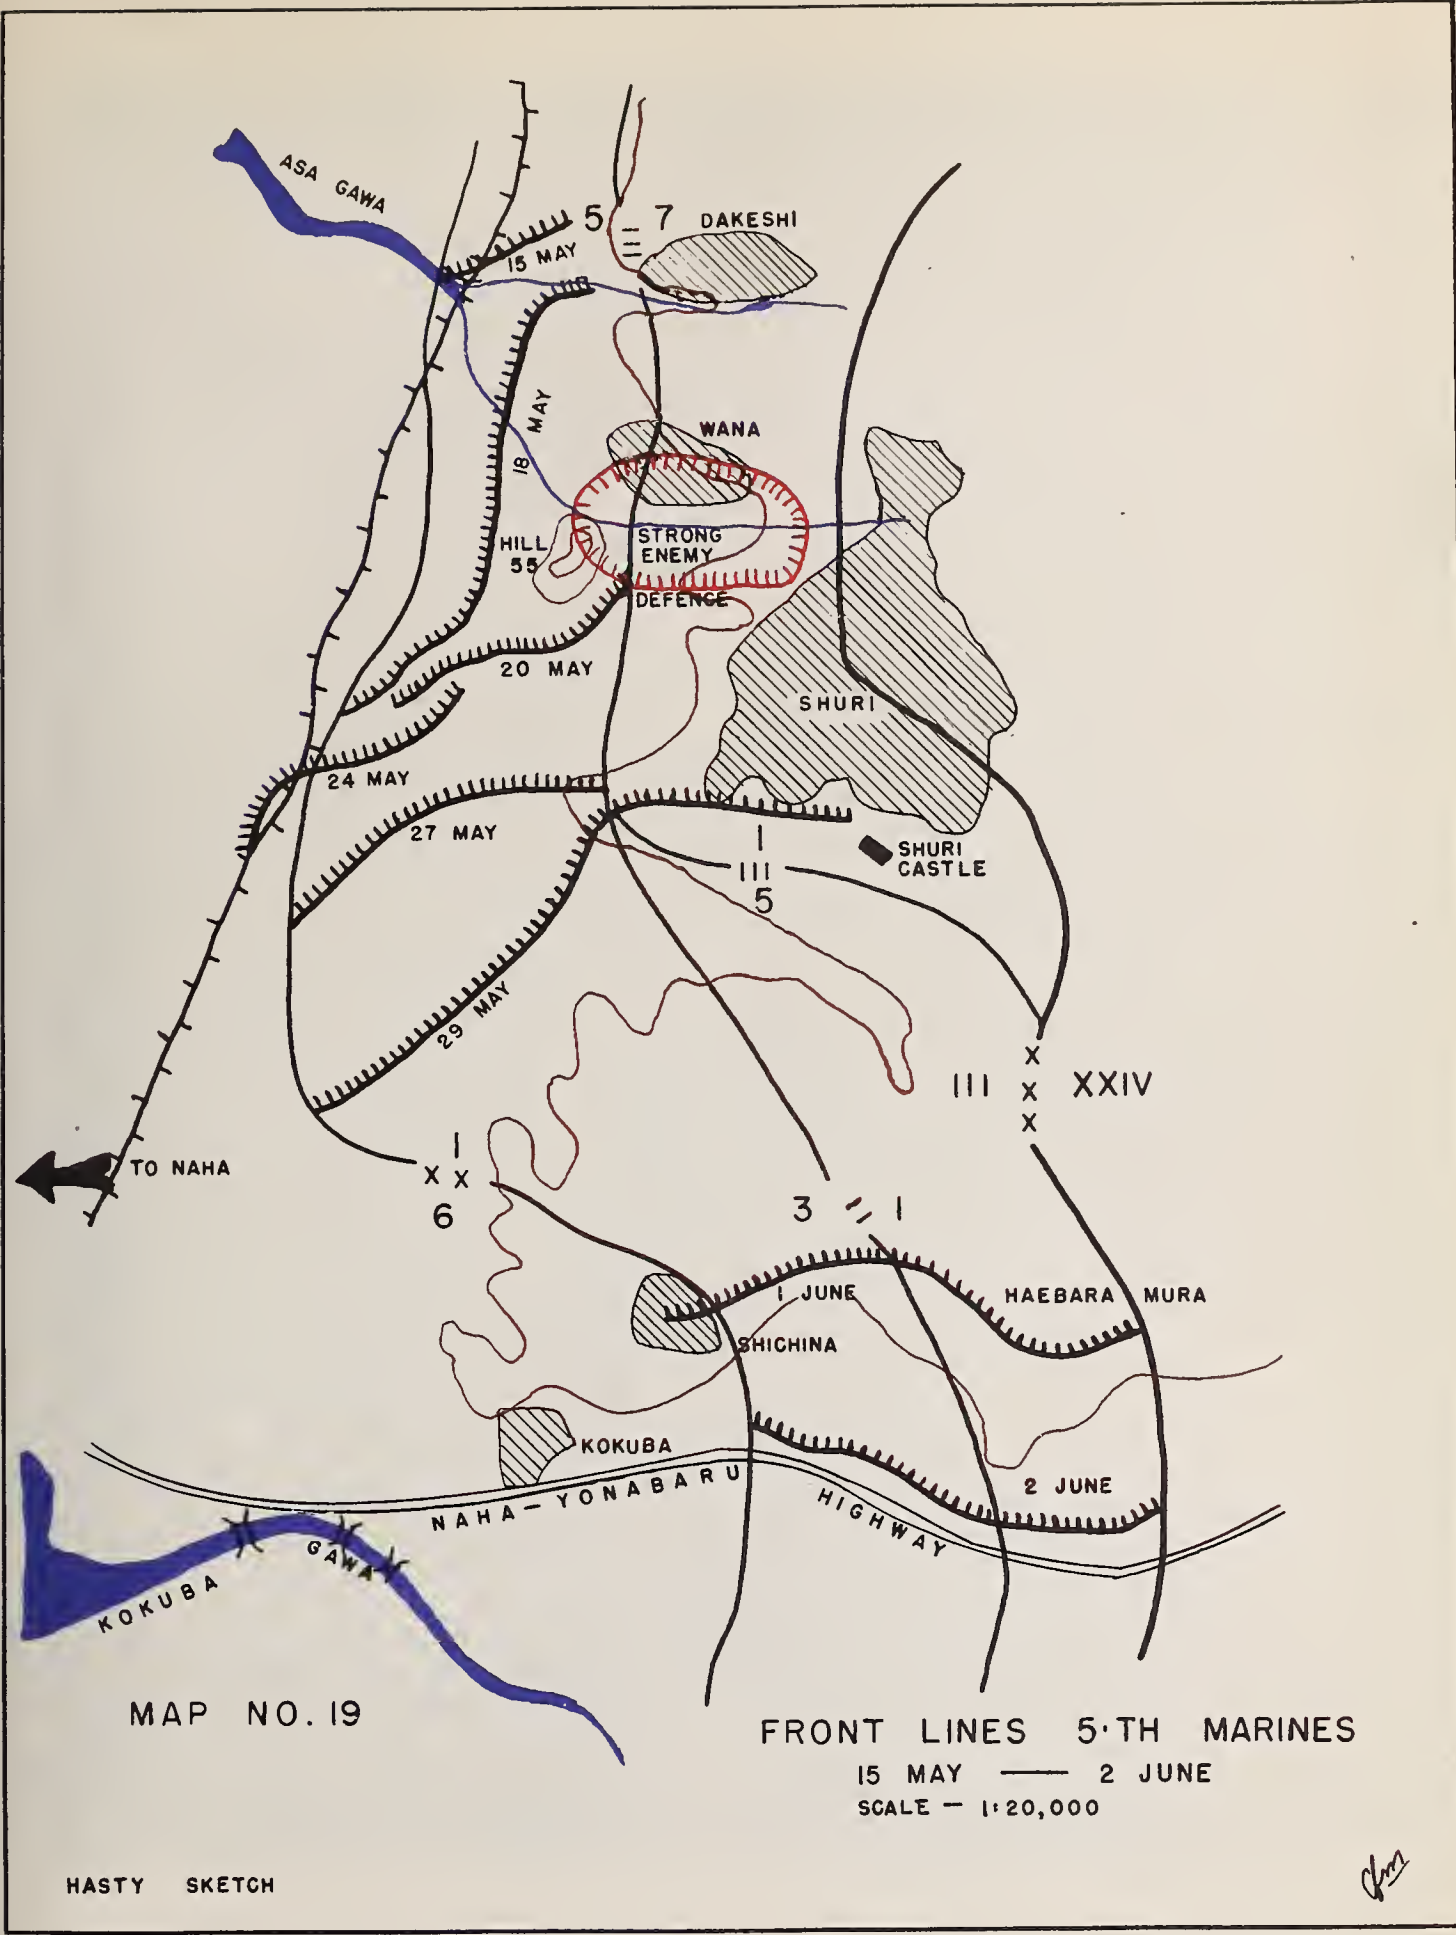 ASA GAWA
5 7 DAKESHI
15 MAY
18 MAY
WANA
HILL
55
STRONG
ENEMY
DEFENCE
20 MAY
SHURI
24 MAY
27 MAY
I
III
5
SHURI
CASTLE
29 MAY
X
III X XXIV
X
TO NAHA
I
X X
6
3 1
1 JUNE
HAEBARA MURA
SHICHINA
KOKUBA
2 JUNE
NAHA-YONABARU HIGHWAY
KOKUBA GAWA
MAP NO. 19
FRONT LINES 5·TH MARINES
15 MAY — 2 JUNE
SCALE - 1:20,000
HASTY SKETCH